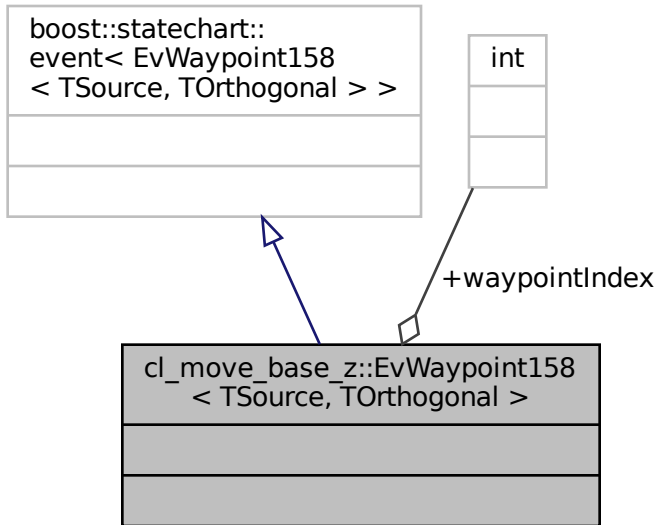 boost::statechart::
event< EvWaypoint158
< TSource, TOrthogonal > >
int
+waypointIndex
cl_move_base_z::EvWaypoint158
< TSource, TOrthogonal >